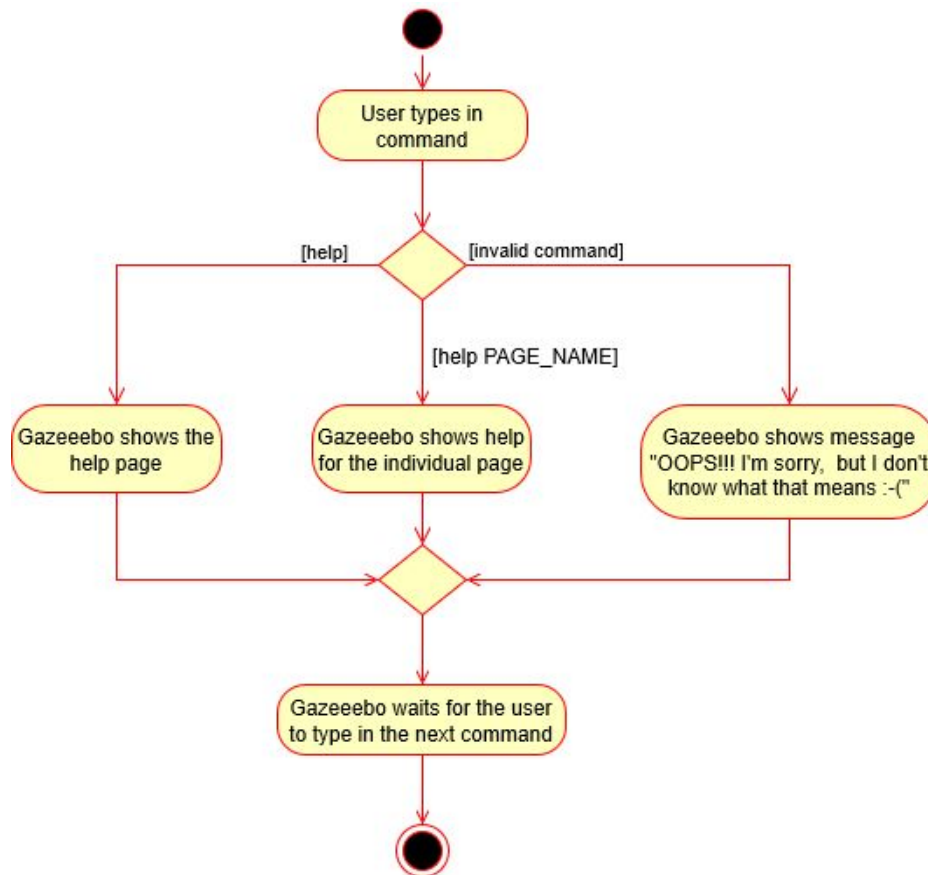 User types in
command
[help]
[invalid command]
[help PAGE_NAME]
Gazeeebo shows the
help page
Gazeeebo shows help
for the individual page
Gazeeebo shows message
"OOPS!!! I'm sorry,  but I don't
know what that means :-("
Gazeeebo waits for the user
to type in the next command